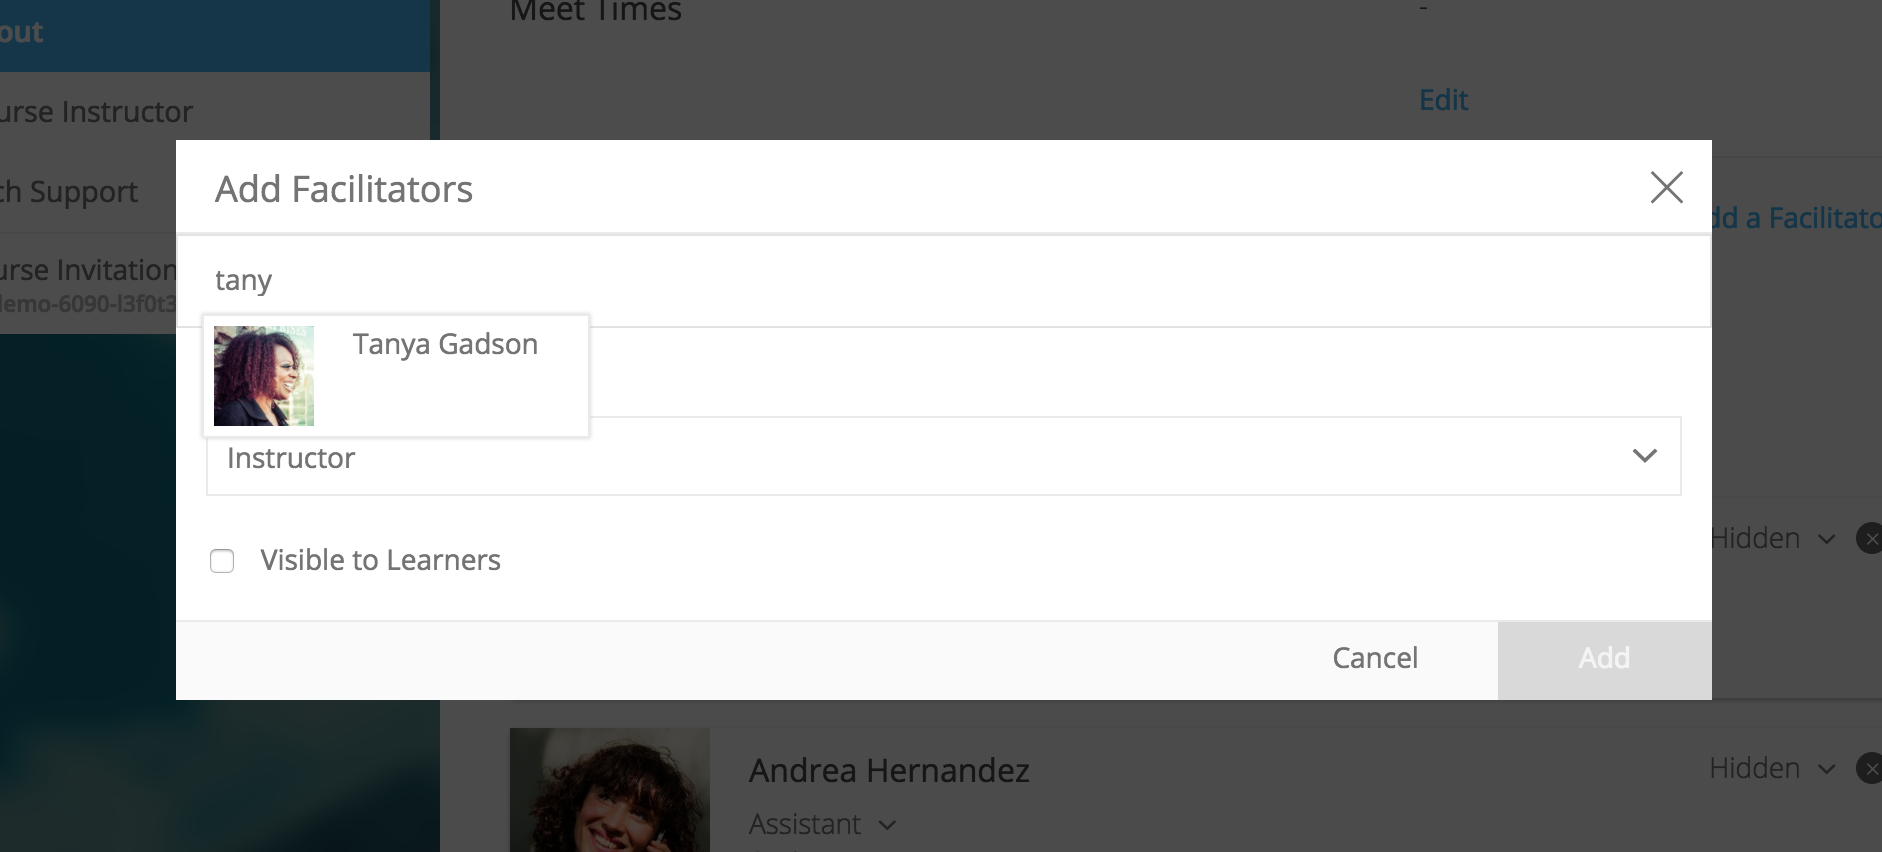 Meet Times
-
out
Edit
urse Instructor
Add Facilitators
ch Support
dd a Facilitato
urse Invitation
tany
demo-6090-l3f0t3
Tanya Gadson
Instructor
Hidden
Visible to Learners
Cancel
Add
Andrea Hernandez
Hidden
Assistant